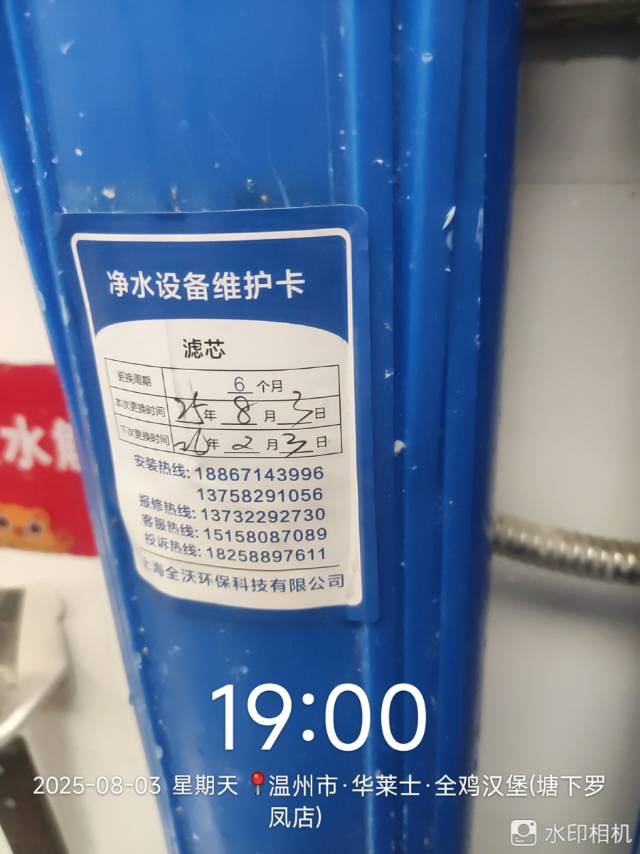 净水设备维护卡
滤芯
更换周期 6 个月
本次更换时间 25年 8 月 3日
下次更换时间 26年 2 月 3日
安装热线: 18867143996
13758291056
报修热线: 13732292730
客服热线: 15158087089
投诉热线: 18258897611
上海全沃环保科技有限公司
水
19:00
2025-08-03 星期天 温州市·华莱士·全鸡汉堡(塘下罗
凤店)
水印相机